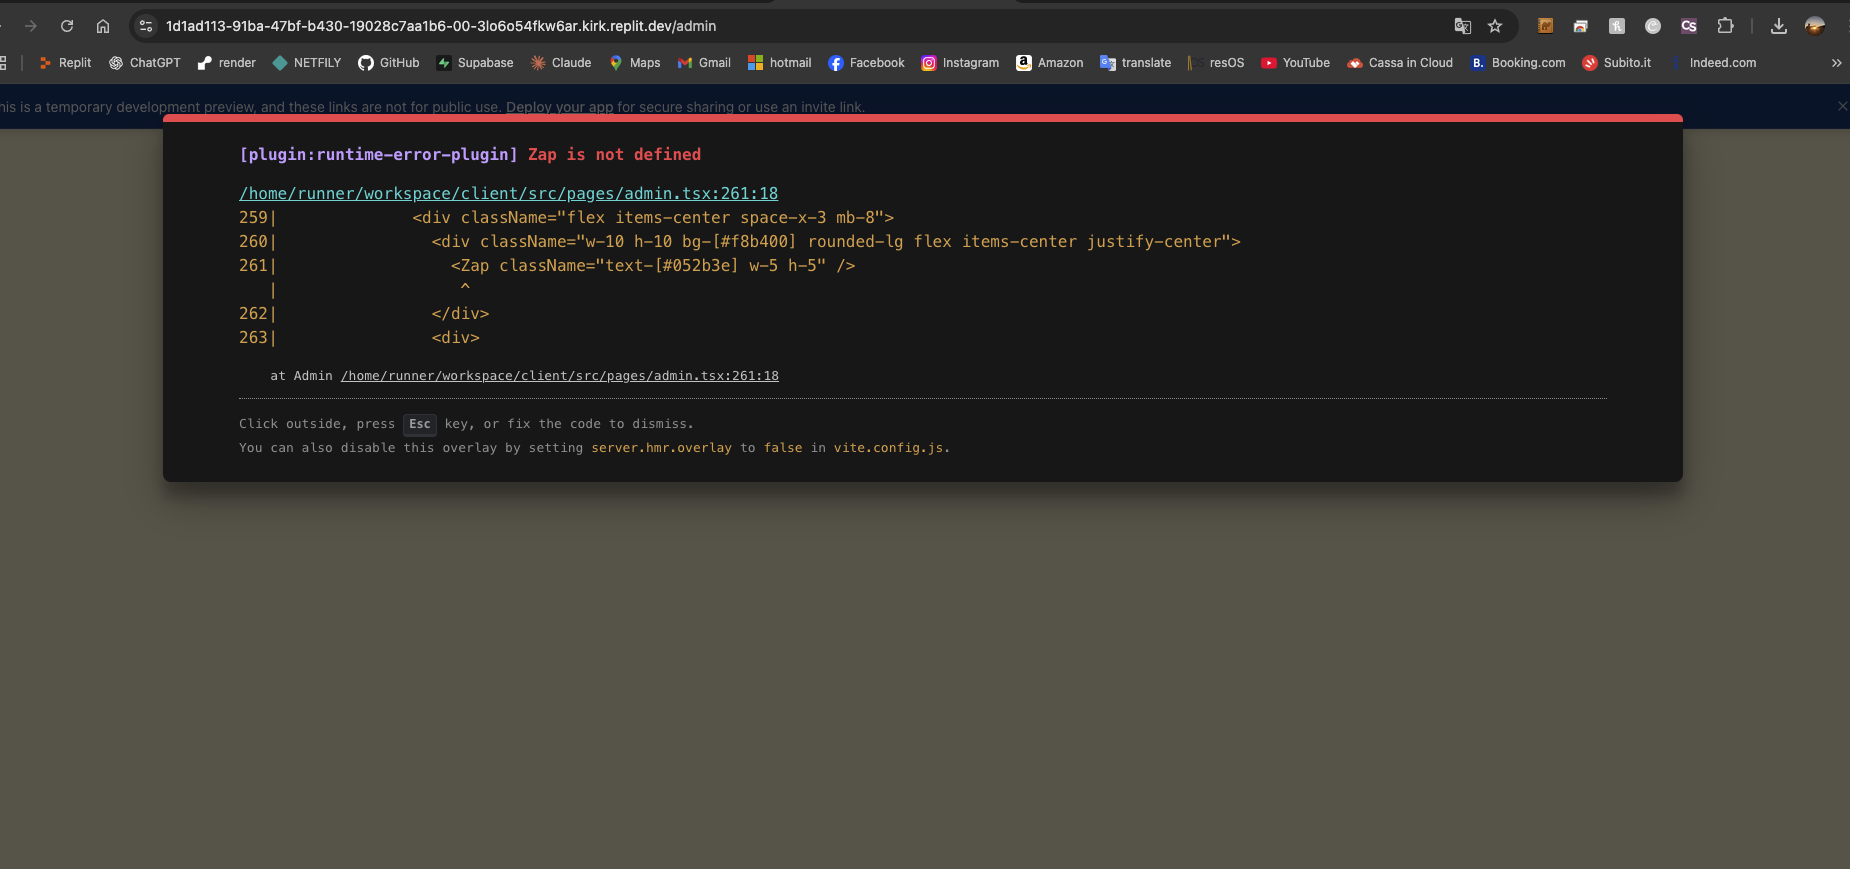 1d1ad113-91ba-47bf-b430-19028c7aa1b6-00-3lo6o54fkw6ar.kirk.replit.dev/admin
Replit ChatGPT render NETFILY GitHub Supabase Claude Maps Gmail hotmail Facebook Instagram Amazon translate resOS YouTube Cassa in Cloud Booking.com Subito.it Indeed.com
his is a temporary development preview, and these links are not for public use. Deploy your app for secure sharing or use an invite link.
[plugin:runtime-error-plugin] Zap is not defined
/home/runner/workspace/client/src/pages/admin.tsx:261:18
259|              <div className="flex items-center space-x-3 mb-8">
260|                <div className="w-10 h-10 bg-[#f8b400] rounded-lg flex items-center justify-center">
261|                  <Zap className="text-[#052b3e] w-5 h-5" />
   |                   ^
262|                </div>
263|                <div>
at Admin /home/runner/workspace/client/src/pages/admin.tsx:261:18
Click outside, press Esc key, or fix the code to dismiss.
You can also disable this overlay by setting server.hmr.overlay to false in vite.config.js.